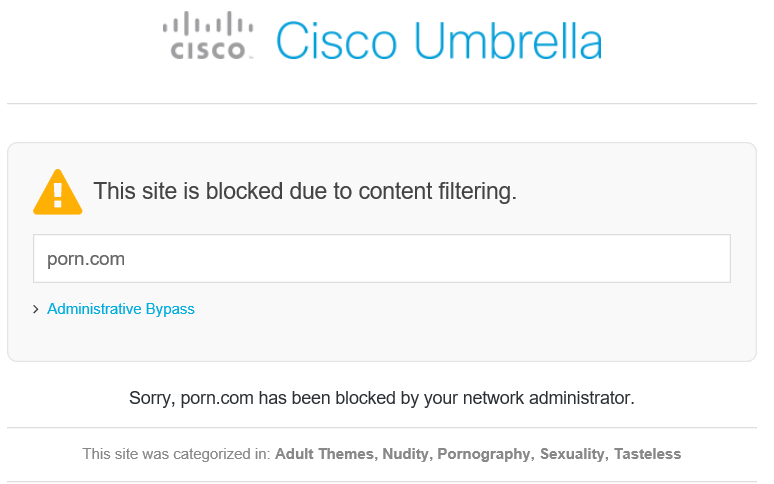 cisco Cisco Umbrella
This site is blocked due to content filtering.
porn.com
> Administrative Bypass
Sorry, porn.com has been blocked by your network administrator.
This site was categorized in: Adult Themes, Nudity, Pornography, Sexuality, Tasteless